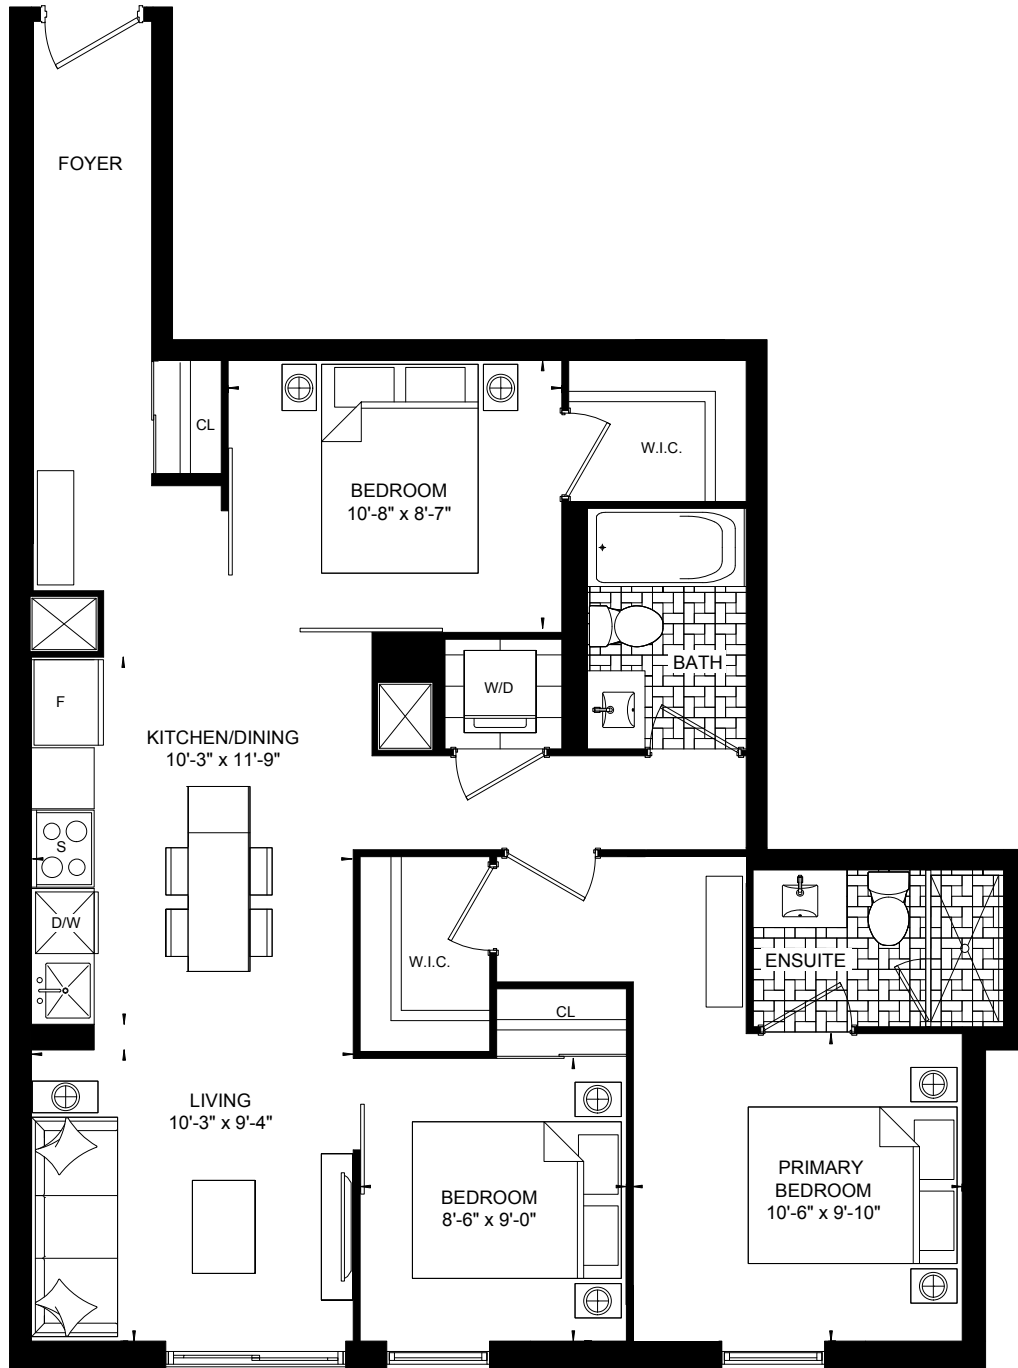 FOYER
CL
BEDROOM
10'-8" x 8'-7"
W.I.C.
BATH
W/D
F
KITCHEN/DINING
10'-3" x 11'-9"
S
D/W
W.I.C.
ENSUITE
CL
LIVING
10'-3" x 9'-4"
BEDROOM
8'-6" x 9'-0"
PRIMARY
BEDROOM
10'-6" x 9'-10"